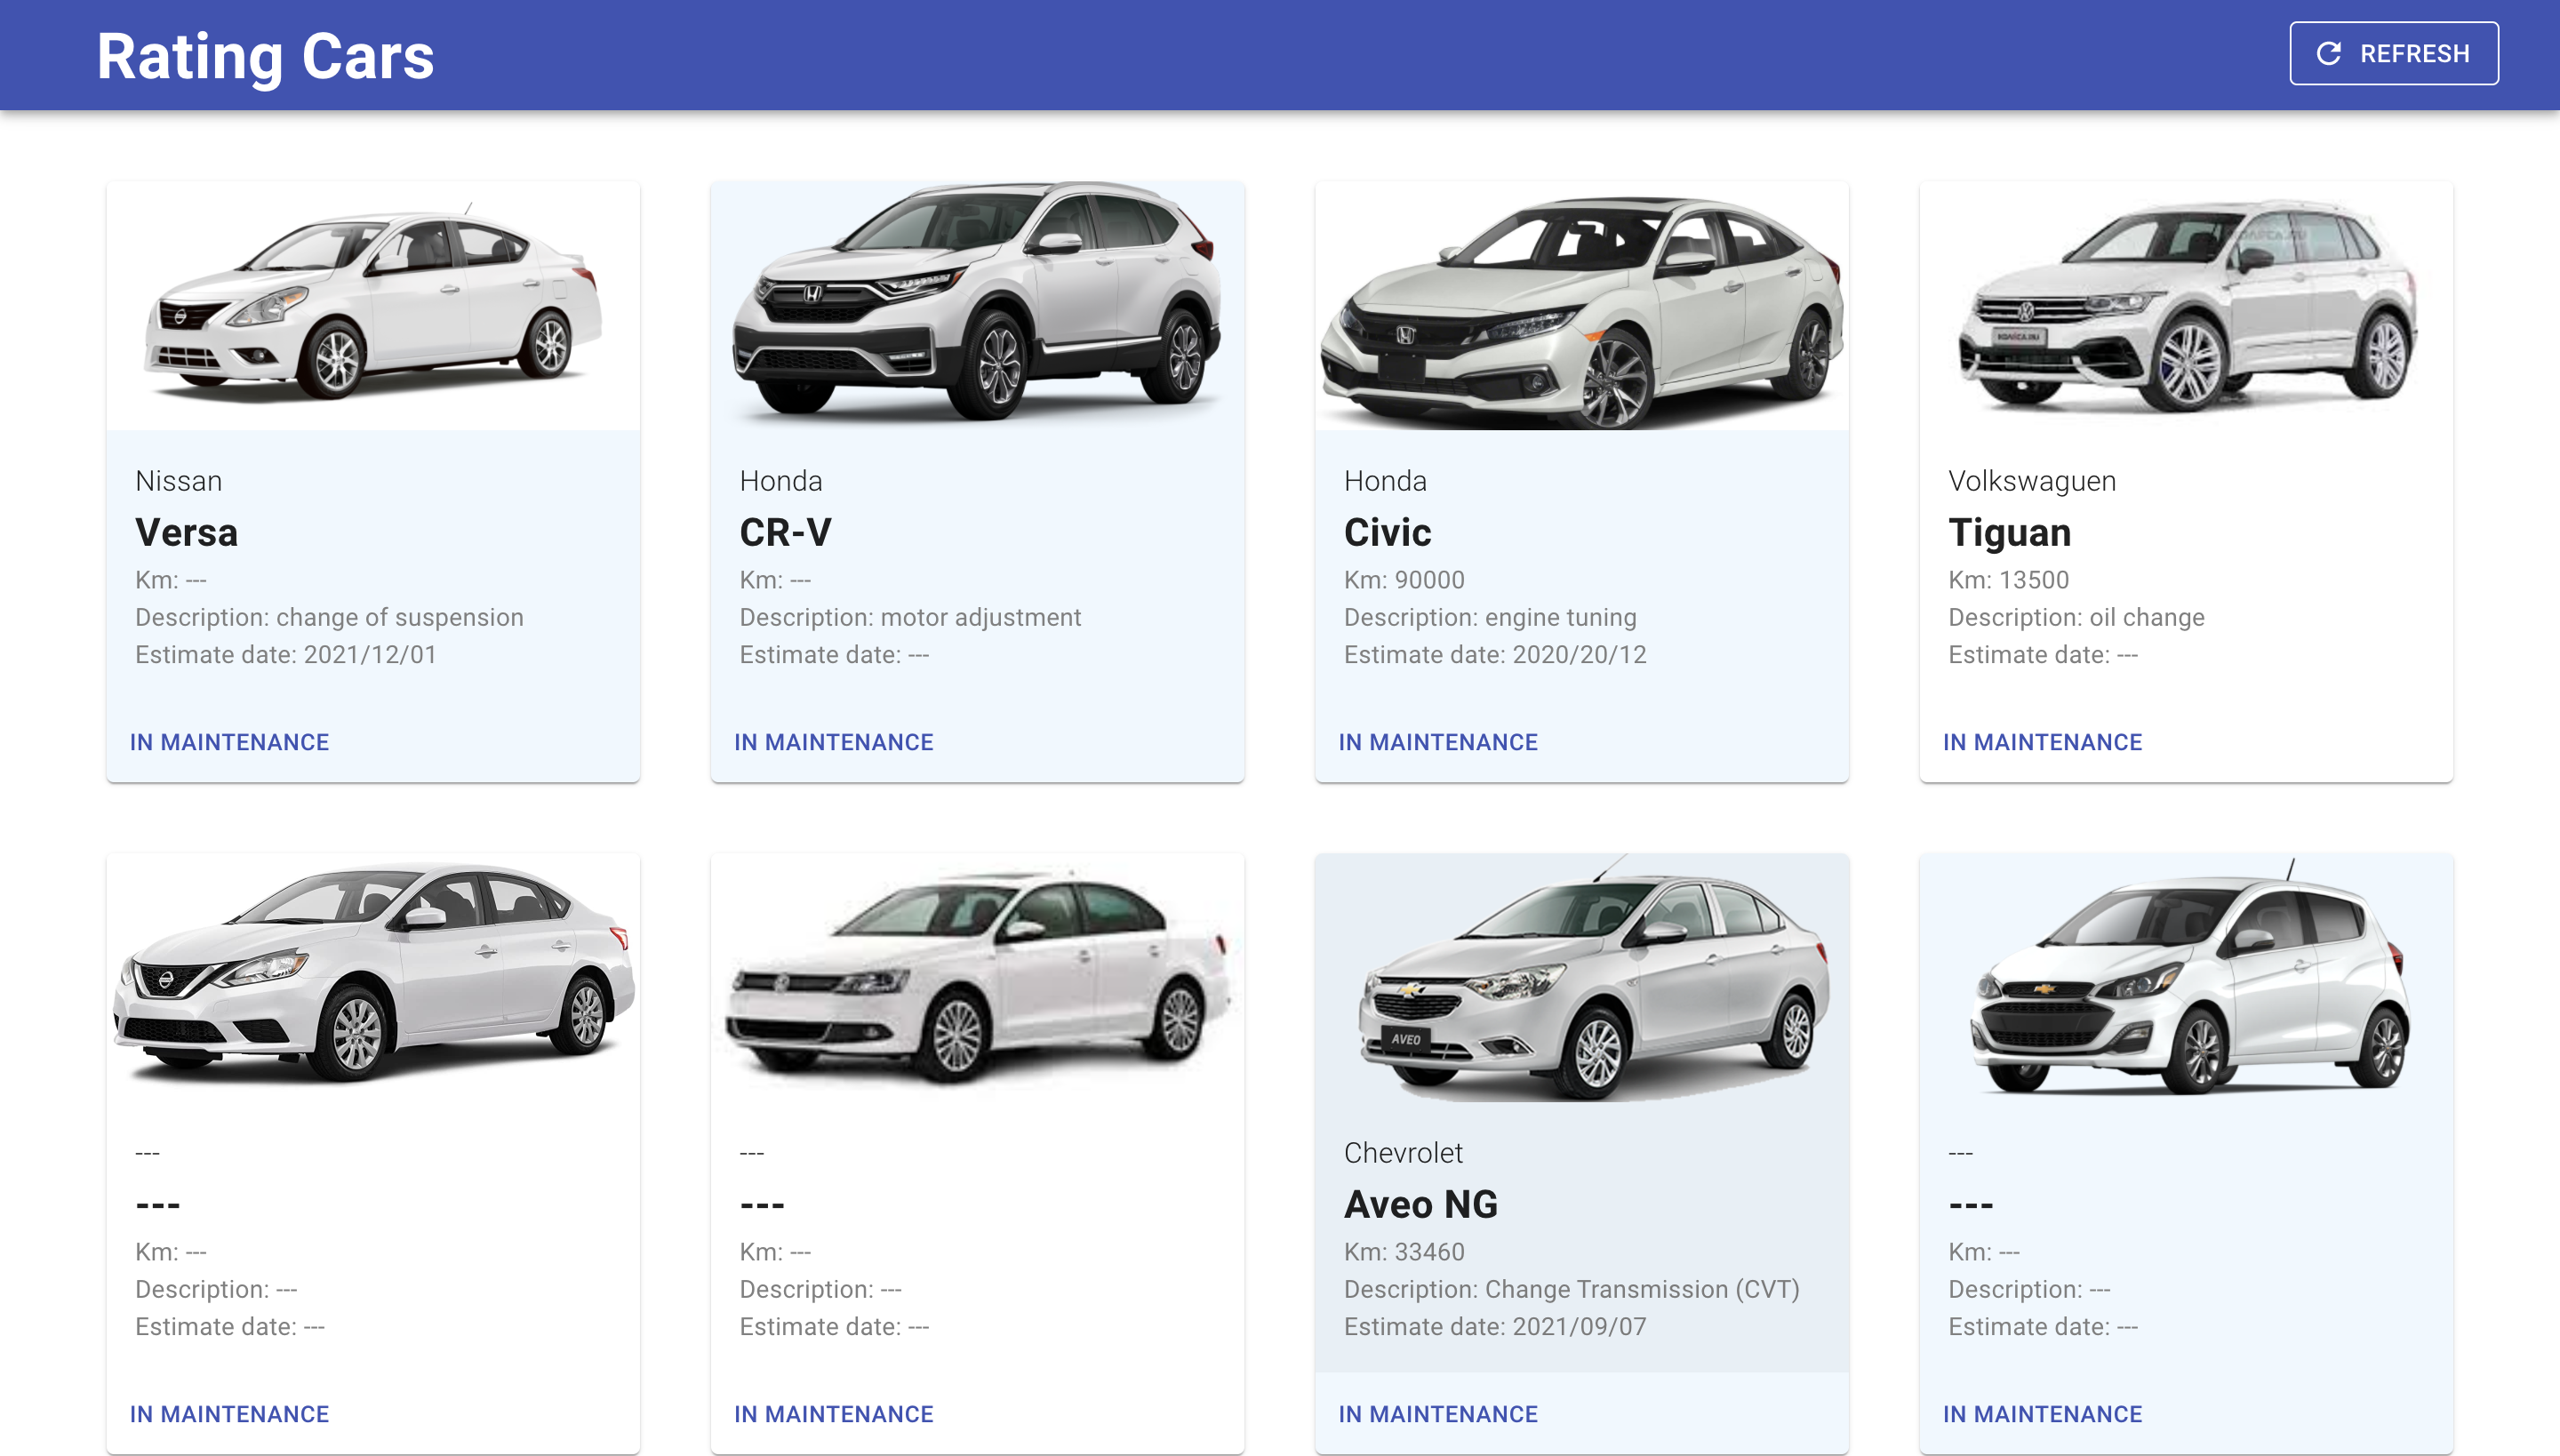 Rating Cars
REFRESH
Nissan
Versa
Km: ---
Description: change of suspension
Estimate date: 2021/12/01
IN MAINTENANCE
Honda
CR-V
Km: ---
Description: motor adjustment
Estimate date: ---
IN MAINTENANCE
Honda
Civic
Km: 90000
Description: engine tuning
Estimate date: 2020/20/12
IN MAINTENANCE
Volkswaguen
Tiguan
Km: 13500
Description: oil change
Estimate date: ---
IN MAINTENANCE
---
---
Km: ---
Description: ---
Estimate date: ---
IN MAINTENANCE
---
---
Km: ---
Description: ---
Estimate date: ---
IN MAINTENANCE
AVEO
Chevrolet
Aveo NG
Km: 33460
Description: Change Transmission (CVT)
Estimate date: 2021/09/07
IN MAINTENANCE
---
---
Km: ---
Description: ---
Estimate date: ---
IN MAINTENANCE